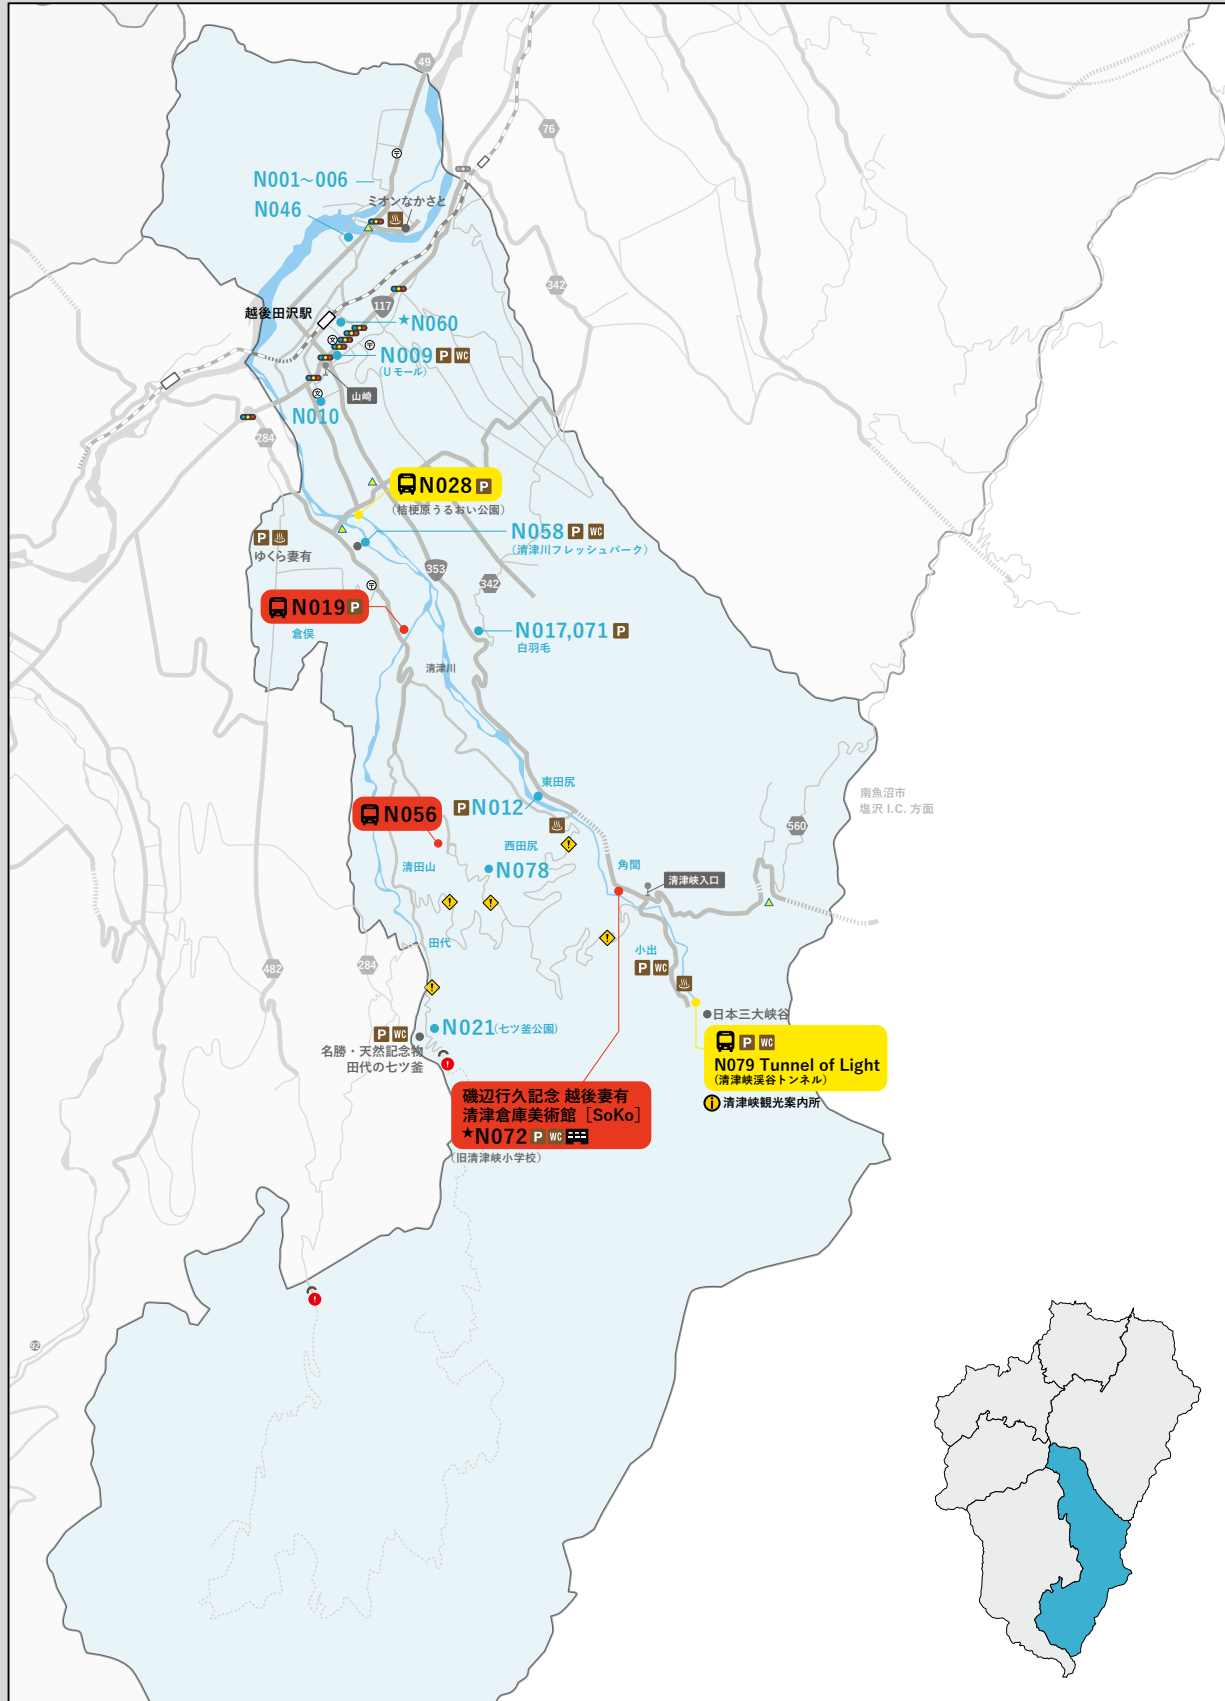 49
76
N001~006
ミオンなかさと
N046
342
117
越後田沢駅
★N060
N009 P WC
(Uモール)
山崎
N010
284
N028 P
(桔梗原うるおい公園)
N058 P WC
(清津川フレッシュパーク)
P
ゆくら妻有
353
342
N019 P
倉俣
N017,071 P
白羽毛
清津川
東田尻
P N012
南魚沼市
塩沢 I.C. 方面
N056
560
西田尻
清田山
N078
角間
清津峡入口
田代
小出
P WC
482
284
日本三大峡谷
N021(七ツ釜公園)
P WC
名勝・天然記念物
田代の七ツ釜
P WC
N079 Tunnel of Light
(清津峡渓谷トンネル)
清津峡観光案内所
磯辺行久記念 越後妻有
清津倉庫美術館［SoKo］
★N072 P WC
(旧清津峡小学校)